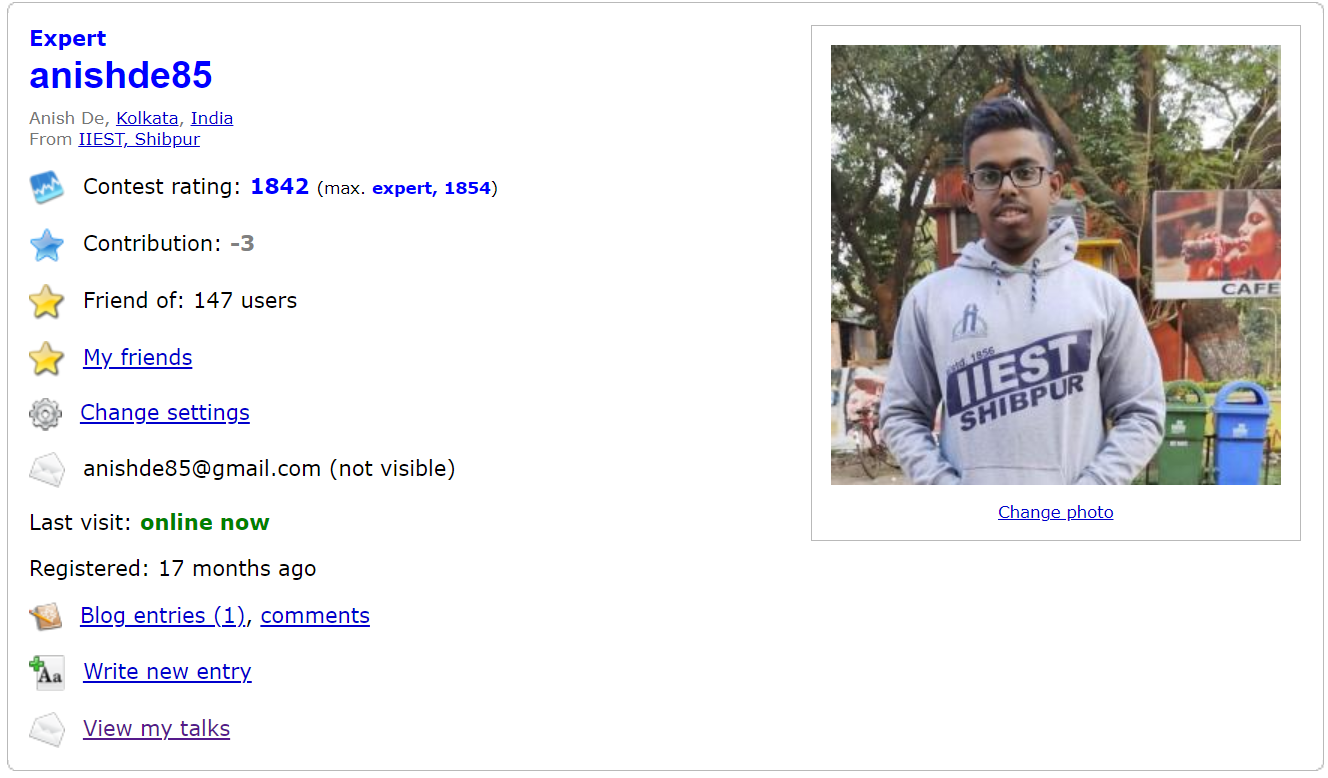 Expert
anishde85
Anish De, Kolkata, India
From IIEST, Shibpur
Contest rating: 1842 (max. expert, 1854)
Contribution: -3
Friend of: 147 users
My friends
Change settings
anishde85@gmail.com (not visible)
Last visit: online now
Registered: 17 months ago
Blog entries (1), comments
Aa Write new entry
View my talks
CAFE
Estd. 1856
IIEST
SHIBPUR
Change photo